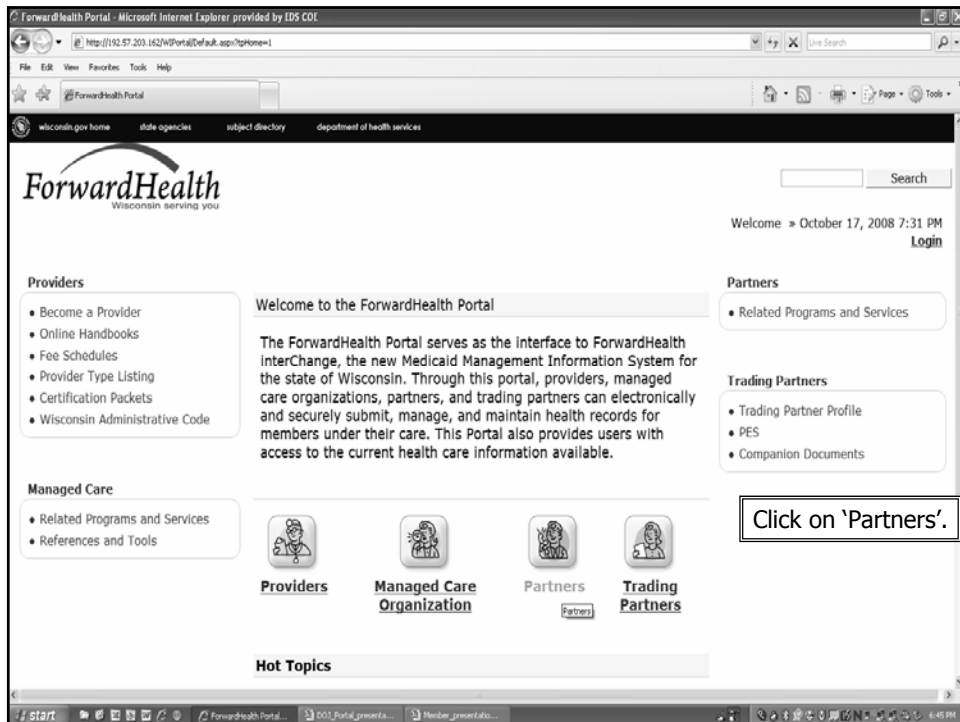 ForwardHealth Portal - Microsoft Internet Explorer provided by EDS COE
http://192.57.203.162/WIPortal/Default.aspx?tpHome=1
Live Search
File Edit View Favorites Tools Help
ForwardHealth Portal
Page Tools
wisconsin.gov home state agencies subject directory department of health services
ForwardHealth
Wisconsin serving you
Search
Welcome » October 17, 2008 7:31 PM
Login
Providers
• Become a Provider
• Online Handbooks
• Fee Schedules
• Provider Type Listing
• Certification Packets
• Wisconsin Administrative Code
Managed Care
• Related Programs and Services
• References and Tools
Welcome to the ForwardHealth Portal
The ForwardHealth Portal serves as the interface to ForwardHealth
interChange, the new Medicaid Management Information System for
the state of Wisconsin. Through this portal, providers, managed
care organizations, partners, and trading partners can electronically
and securely submit, manage, and maintain health records for
members under their care. This Portal also provides users with
access to the current health care information available.
Providers
Managed Care
Organization
Partners
Partners
Trading
Partners
Hot Topics
Partners
• Related Programs and Services
Trading Partners
• Trading Partner Profile
• PES
• Companion Documents
Click on ‘Partners’.
start
ForwardHealth Portal...
DO1_Portal_presenta...
Member_presentatio...
6:45 PM